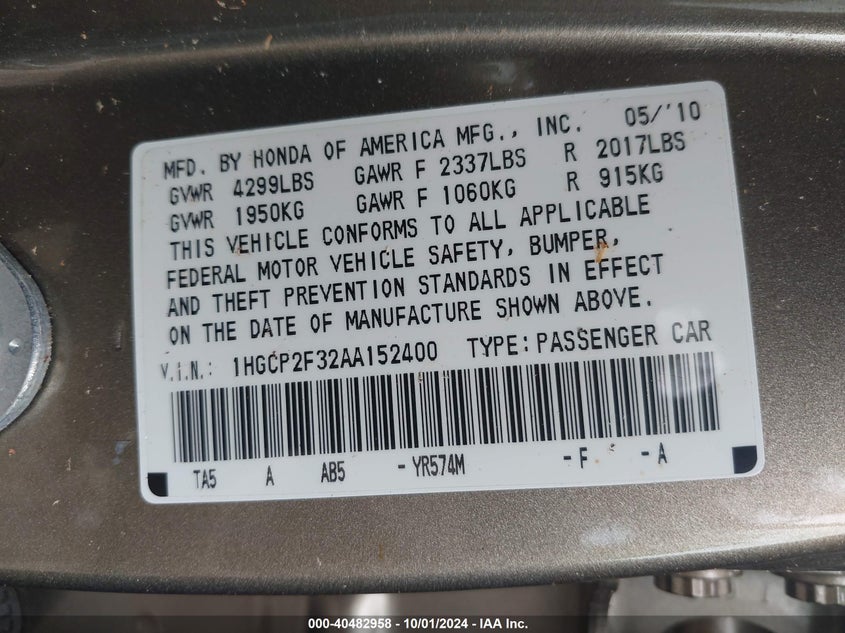 MFD. BY HONDA OF AMERICA MFG., INC. 05/'10
GVWR 4299LBS GAWR F 2337LBS R 2017LBS
GVWR 1950KG GAWR F 1060KG R 915KG
THIS VEHICLE CONFORMS TO ALL APPLICABLE
FEDERAL MOTOR VEHICLE SAFETY, BUMPER,
AND THEFT PREVENTION STANDARDS IN EFFECT
ON THE DATE OF MANUFACTURE SHOWN ABOVE.
V.I.N.: 1HGCP2F32AA152400 TYPE:PASSENGER CAR
TA5 A AB5 -YR574M -F -A
000-40482958 - 10/01/2024 - IAA Inc.